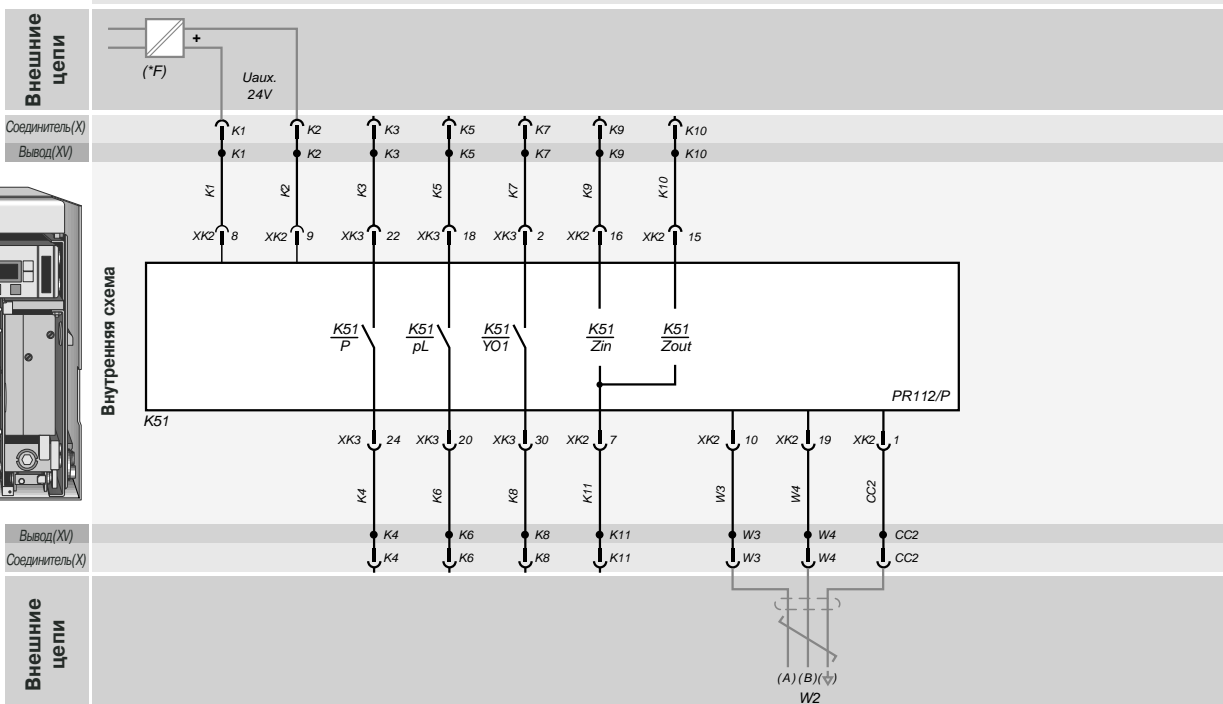 Внешние
цепи
+
(*F)
Uaux.
24V
Соединитель(X)
K1 K2 K3 K5 K7 K9 K10
Вывод(XV)
K1 K2 K3 K5 K7 K9 K10
K1 K2 K3 K5 K7 K9 K10
XK2 8 XK2 9 XK3 22 XK3 18 XK3 2 XK2 16 XK2 15
Внутренняя схема
K51 K51 K51 K51 K51
P pL YO1 Zin Zout
PR112/P
K51
XK3 24 XK3 20 XK3 30 XK2 7 XK2 10 XK2 19 XK2 1
K4 K6 K8 K11 W3 W4 CC2
Вывод(XV)
K4 K6 K8 K11 W3 W4 CC2
Соединитель(X)
K4 K6 K8 K11 W3 W4 CC2
Внешние
цепи
(A) (B) ( )
W2